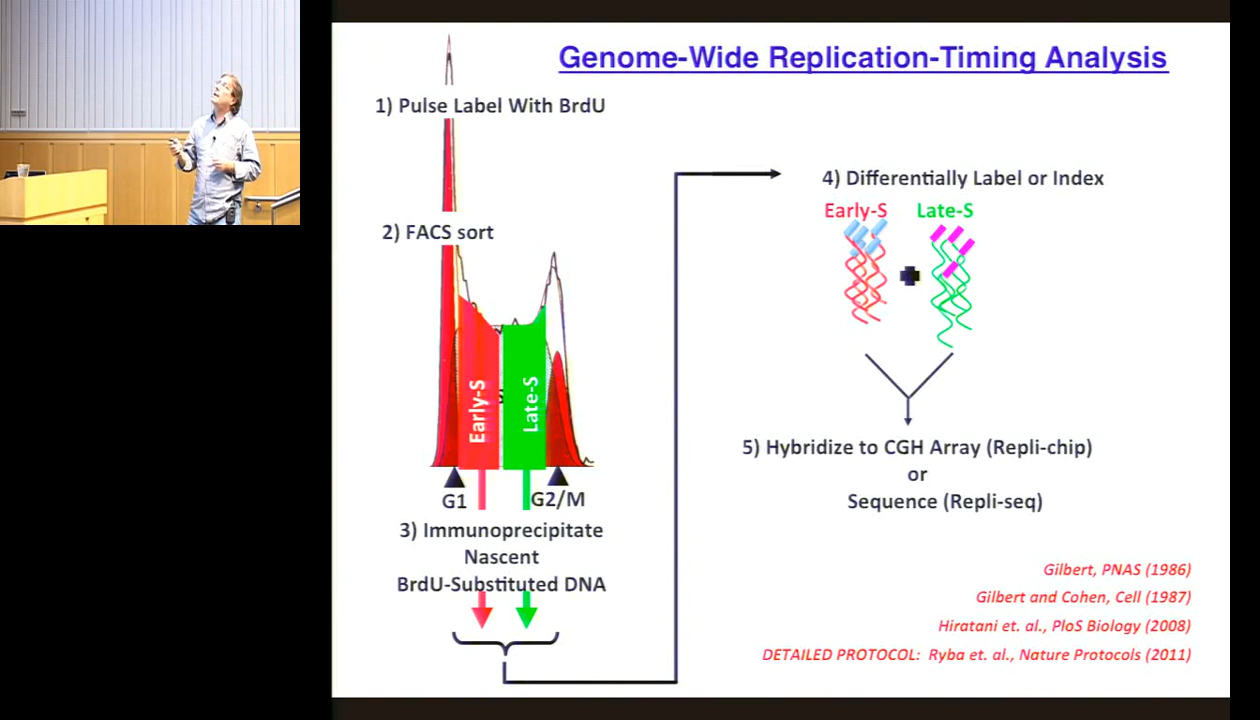 Genome-Wide Replication-Timing Analysis
1) Pulse Label With BrdU
2) FACS sort
Early-S
Late-S
G1
G2/M
3) Immunoprecipitate
Nascent
BrdU-Substituted DNA
4) Differentially Label or Index
Early-S
Late-S
5) Hybridize to CGH Array (Repli-chip)
or
Sequence (Repli-seq)
Gilbert, PNAS (1986)
Gilbert and Cohen, Cell (1987)
Hiratani et. al., PloS Biology (2008)
DETAILED PROTOCOL: Ryba et. al., Nature Protocols (2011)